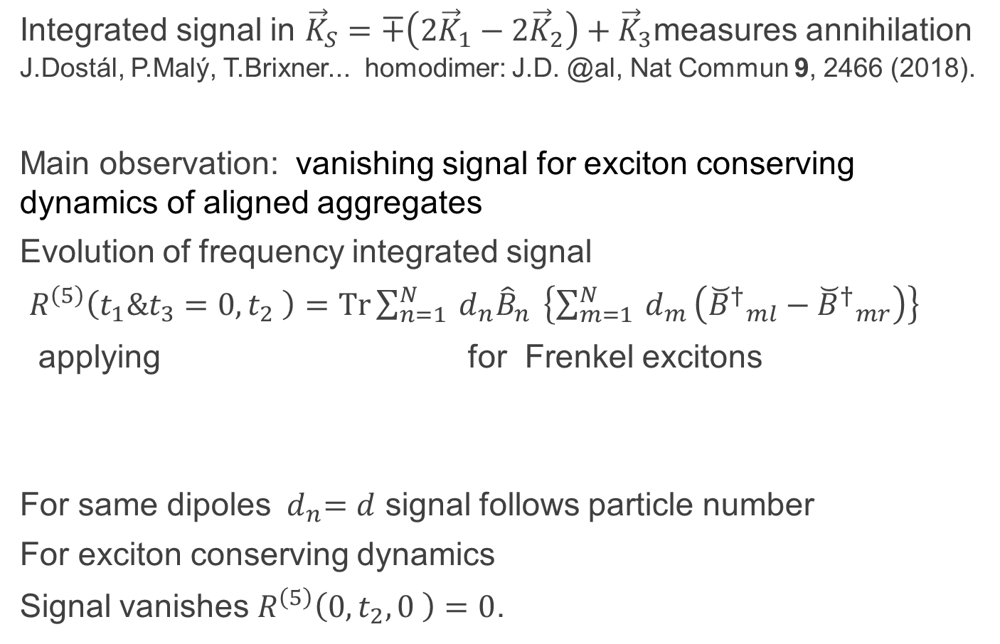 Integrated signal in $\vec{K}_S = \mp(2\vec{K}_1 - 2\vec{K}_2) + \vec{K}_3$measures annihilation
J.Dostál, P.Malý, T.Brixner... homodimer: J.D. @al, Nat Commun 9, 2466 (2018).
Main observation: vanishing signal for exciton conserving
dynamics of aligned aggregates
Evolution of frequency integrated signal
$R^{(5)}(t_1 \& t_3 = 0, t_2\,) = \mathrm{Tr} \sum_{n=1}^{N} d_n \hat{B}_n \{\sum_{m=1}^{N} d_m (\breve{B}^{\dagger}{}_{ml} - \breve{B}^{\dagger}{}_{mr})\}$
applying for Frenkel excitons
For same dipoles $d_n = d$ signal follows particle number
For exciton conserving dynamics
Signal vanishes $R^{(5)}(0, t_2, 0\,) = 0.$